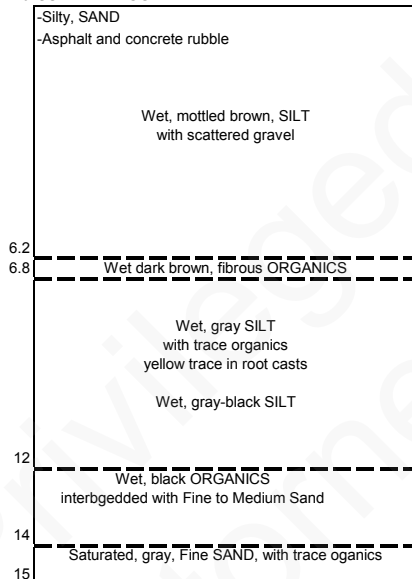 -Silty, SAND
-Asphalt and concrete rubble
Wet, mottled brown, SILT
with scattered gravel
6.2
6.8
Wet dark brown, fibrous ORGANICS
Wet, gray SILT
with trace organics
yellow trace in root casts
Wet, gray-black SILT
12
Wet, black ORGANICS
interbgedded with Fine to Medium Sand
14
Saturated, gray, Fine SAND, with trace oganics
15